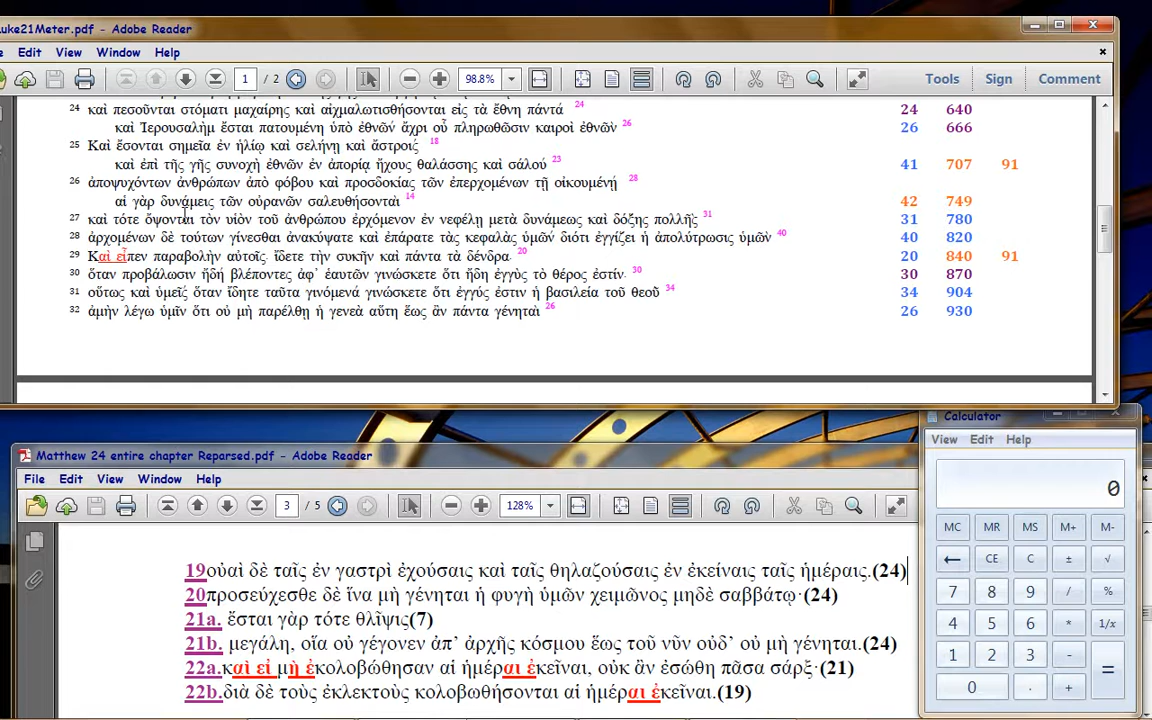 Luke21Meter.pdf - Adobe Reader
Edit View Window Help
1 / 2 98.8% Tools Sign Comment
24 καὶ πεσοῦνται στόματι μαχαίρης καὶ αἰχμαλωτισθήσονται εἰς τὰ ἔθνη πάντά 24 24 640
καὶ Ἰερουσαλὴμ ἔσται πατουμένη ὑπὸ ἐθνῶν ἄχρι οὗ πληρωθῶσιν καιροὶ ἐθνῶν 26 26 666
25 Καὶ ἔσονται σημεῖα ἐν ἡλίῳ καὶ σελήνῃ καὶ ἄστροις 18
καὶ ἐπὶ τῆς γῆς συνοχὴ ἐθνῶν ἐν ἀπορίᾳ ἤχους θαλάσσης καὶ σάλού 23 41 707 91
26 ἀποψυχόντων ἀνθρώπων ἀπὸ φόβου καὶ προσδοκίας τῶν ἐπερχομένων τῇ οἰκουμένῃ 28
αἱ γὰρ δυνάμεις τῶν οὐρανῶν σαλευθήσονταὶ 14 42 749
27 καὶ τότε ὄψονται τὸν υἱὸν τοῦ ἀνθρώπου ἐρχόμενον ἐν νεφέλῃ μετὰ δυνάμεως καὶ δόξης πολλῆς 31 31 780
28 ἀρχομένων δὲ τούτων γίνεσθαι ἀνακύψατε καὶ ἐπάρατε τὰς κεφαλὰς ὑμῶν διότι ἐγγίζει ἡ ἀπολύτρωσις ὑμῶν 40 40 820
29 Καὶ εἶπεν παραβολὴν αὐτοῖς· ἴδετε τὴν συκῆν καὶ πάντα τὰ δένδρα· 20 20 840 91
30 ὅταν προβάλωσιν ἤδη βλέποντες ἀφ’ ἑαυτῶν γινώσκετε ὅτι ἤδη ἐγγὺς τὸ θέρος ἐστίν· 30 30 870
31 οὕτως καὶ ὑμεῖς ὅταν ἴδητε ταῦτα γινόμενά γινώσκετε ὅτι ἐγγύς ἐστιν ἡ βασιλεία τοῦ θεοῦ 34 34 904
32 ἀμὴν λέγω ὑμῖν ὅτι οὐ μὴ παρέλθῃ ἡ γενεὰ αὕτη ἕως ἂν πάντα γένηταὶ 26 26 930
Matthew 24 entire chapter Reparsed.pdf - Adobe Reader
File Edit View Window Help
3 / 5 128%
19οὐαὶ δὲ ταῖς ἐν γαστρὶ ἐχούσαις καὶ ταῖς θηλαζούσαις ἐν ἐκείναις ταῖς ἡμέραις.(24)
20προσεύχεσθε δὲ ἵνα μὴ γένηται ἡ φυγὴ ὑμῶν χειμῶνος μηδὲ σαββάτῳ·(24)
21a. ἔσται γὰρ τότε θλῖψις(7)
21b. μεγάλη, οἵα οὐ γέγονεν ἀπ’ ἀρχῆς κόσμου ἕως τοῦ νῦν οὐδ’ οὐ μὴ γένηται.(24)
22a.καὶ εἰ μὴ ἐκολοβώθησαν αἱ ἡμέραι ἐκεῖναι, οὐκ ἂν ἐσώθη πᾶσα σάρξ·(21)
22b.διὰ δὲ τοὺς ἐκλεκτοὺς κολοβωθήσονται αἱ ἡμέραι ἐκεῖναι.(19)
Calculator
View Edit Help
0
MC MR MS M+ M-
← CE C ± √
7 8 9 / %
4 5 6 * 1/x
1 2 3 - =
0 . +